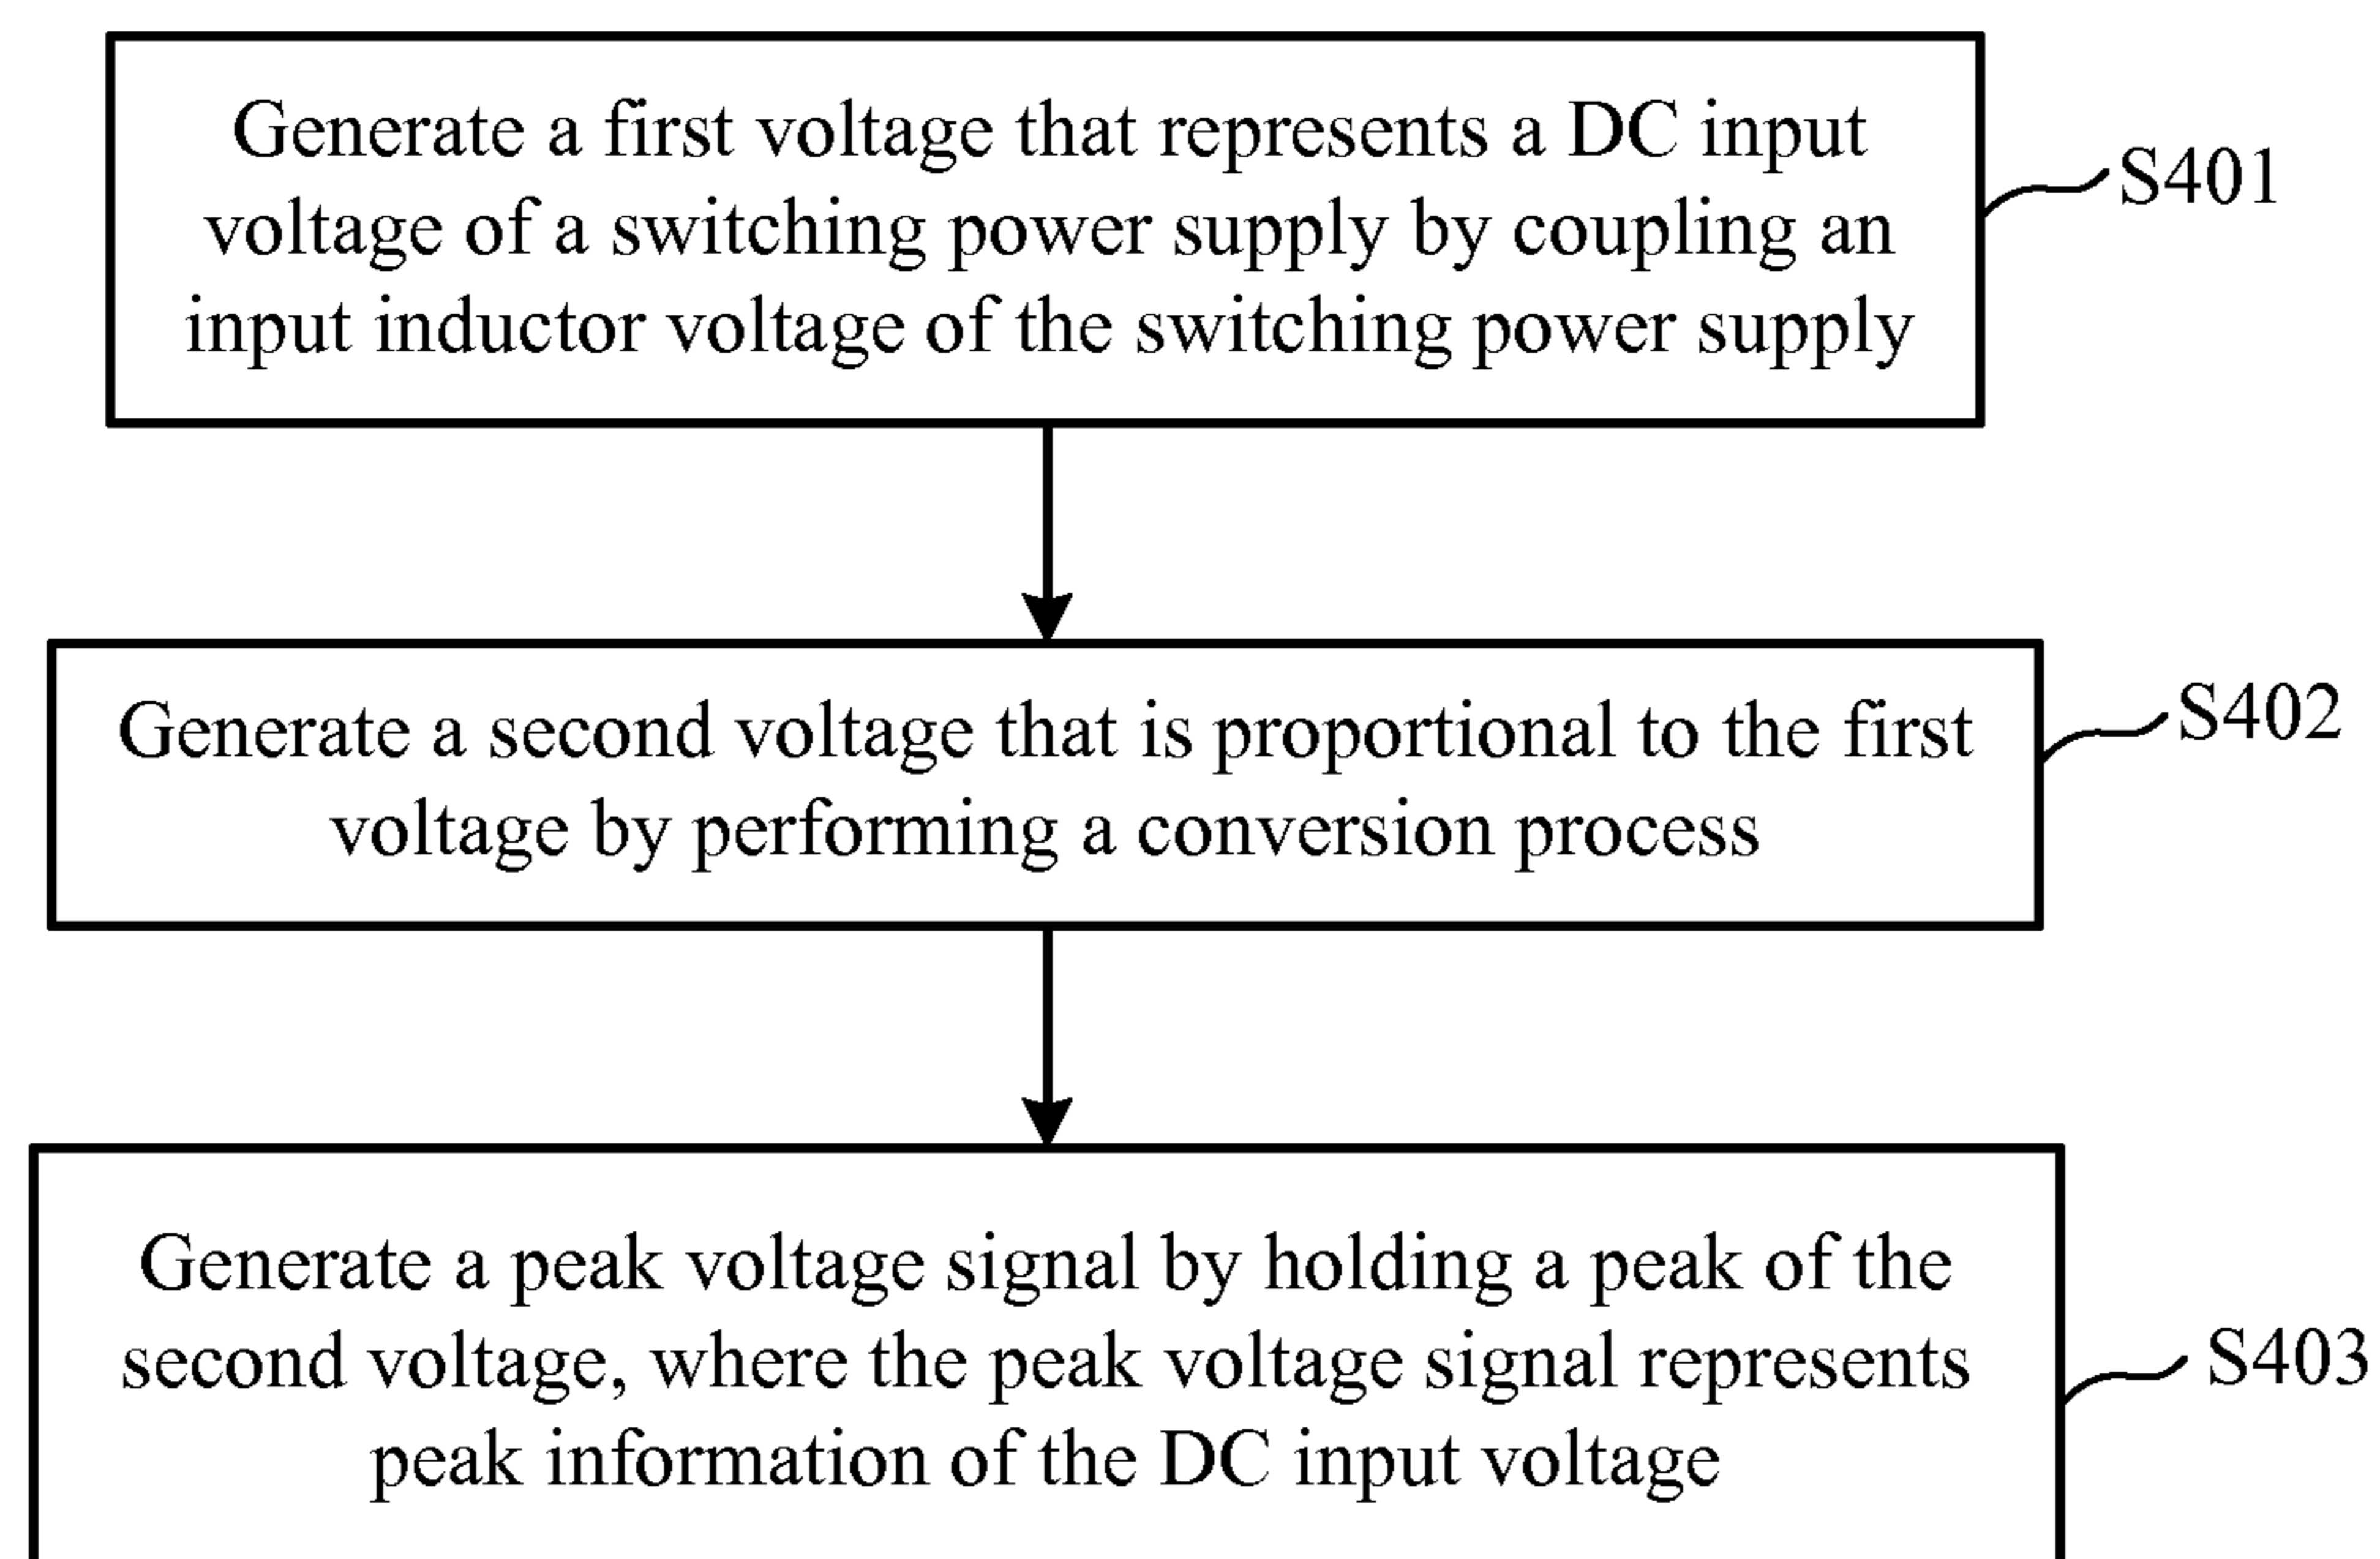 Generate a first voltage that represents a DC input
voltage of a switching power supply by coupling an
input inductor voltage of the switching power supply
S401
Generate a second voltage that is proportional to the first
voltage by performing a conversion process
S402
Generate a peak voltage signal by holding a peak of the
second voltage, where the peak voltage signal represents
peak information of the DC input voltage
S403